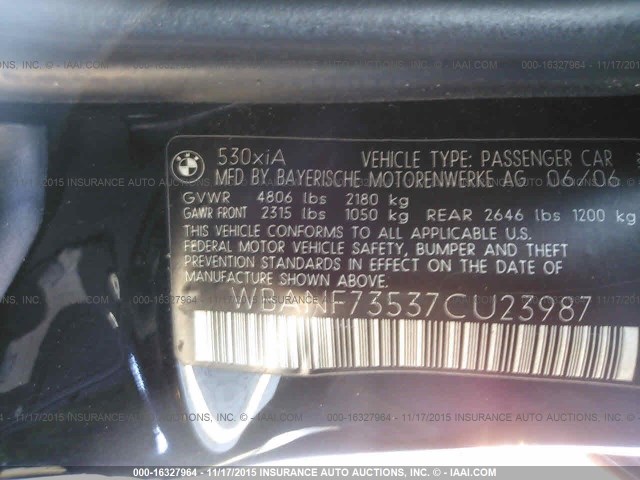 530xiA VEHICLE TYPE: PASSENGER CAR
MFD BY BAYERISCHE MOTORENWERKE AG 06/06
GVWR 4806 lbs 2180 kg
GAWR FRONT 2315 lbs 1050 kg REAR 2646 lbs 1200 kg
THIS VEHICLE CONFORMS TO ALL APPLICABLE U.S.
FEDERAL MOTOR VEHICLE SAFETY, BUMPER AND THEFT
PREVENTION STANDARDS IN EFFECT ON THE DATE OF
MANUFACTURE SHOWN ABOVE.
WBANF73537CU23987
000-16327964 - 11/17/2015 INSURANCE AUTO AUCTIONS, INC. - © - IAAI.COM